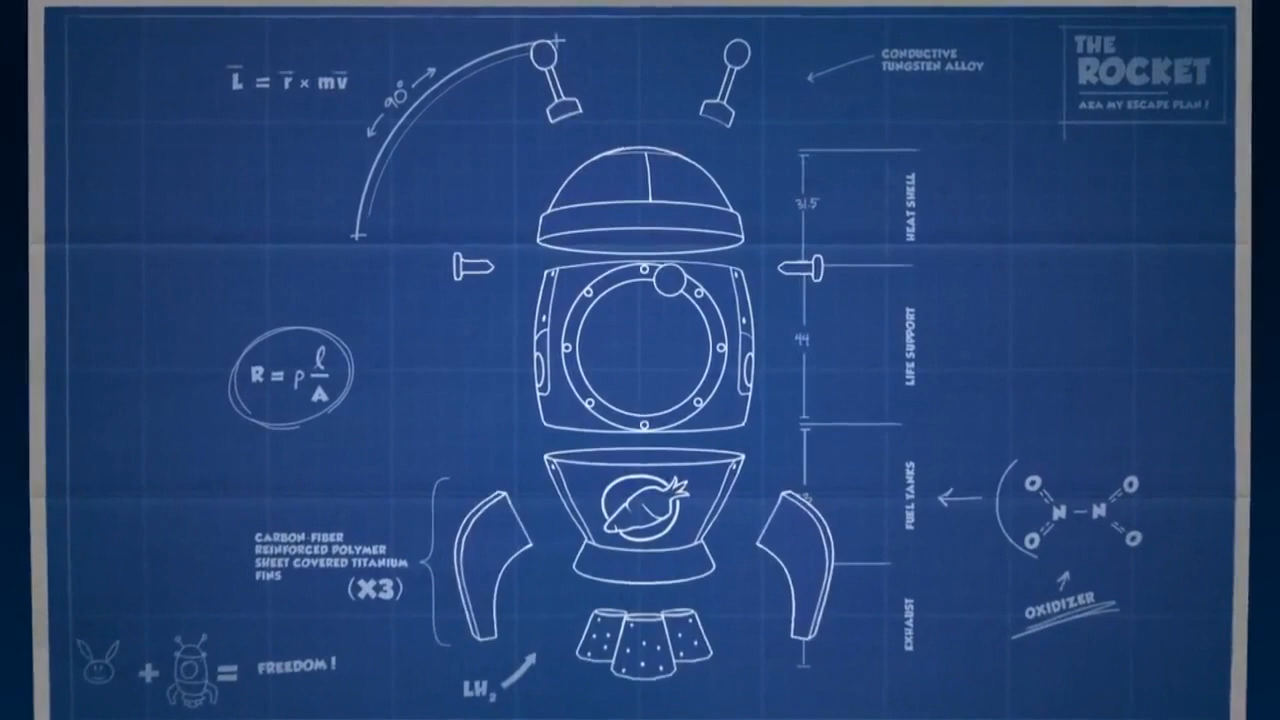 THE
ROCKET
AKA MY ESCAPE PLAN!
L = r x mv
90°
CONDUCTIVE
TUNGSTEN ALLOY
31.5
HEAT SHELL
44
LIFE SUPPORT
R = ρ l/A
FUEL TANKS
O O
N - N
O O
OXIDIZER
CARBON-FIBER
REINFORCED POLYMER
SHEET COVERED TITANIUM
FINS
(X3)
EXHAUST
+ = FREEDOM!
LH₂